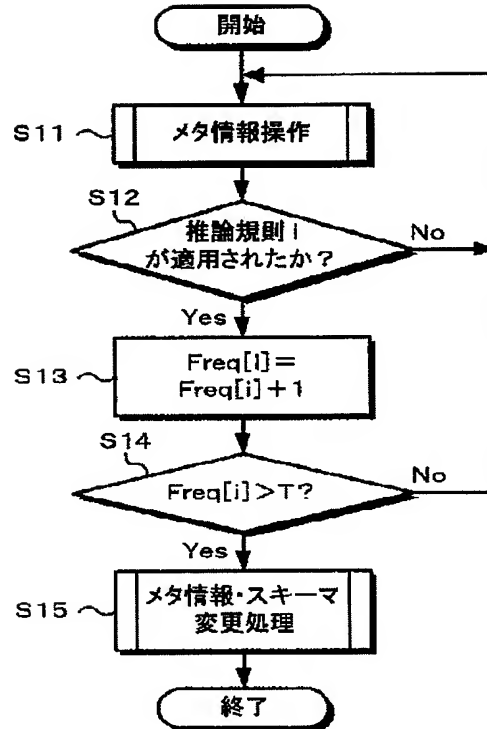 開始
S11
メタ情報操作
S12
推論規則 i
が適用されたか?
No
Yes
S13
Freq[i]=
Freq[i]+1
S14
Freq[i]>T?
No
Yes
S15
メタ情報・スキーマ
変更処理
終了